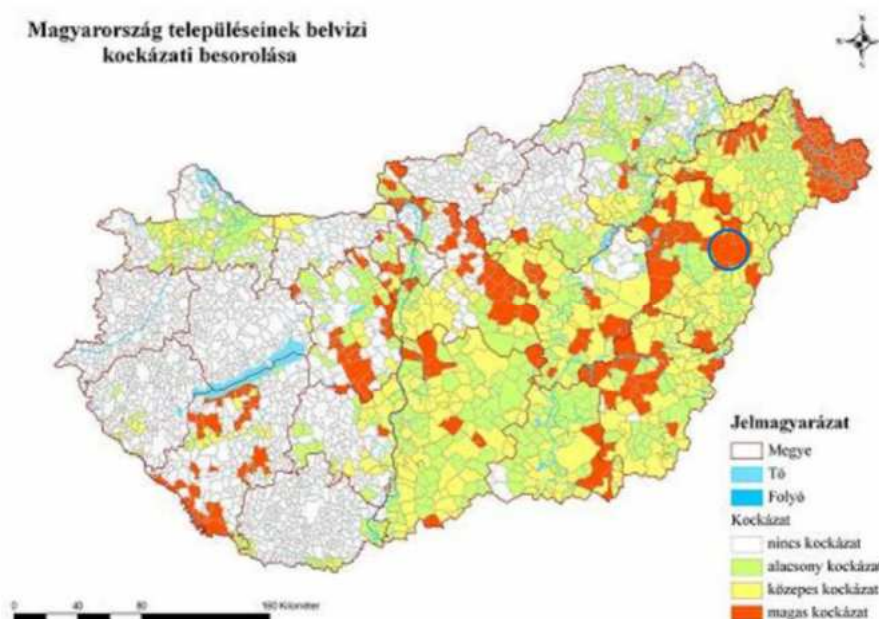 Magyarország településeinek belvizi
kockázati besorolása
Jelmagyarázat
Megye
Tó
Folyó
Kockázat
nincs kockázat
alacsony kockázat
közepes kockázat
magas kockázat
0 40 80 160 Kilométer